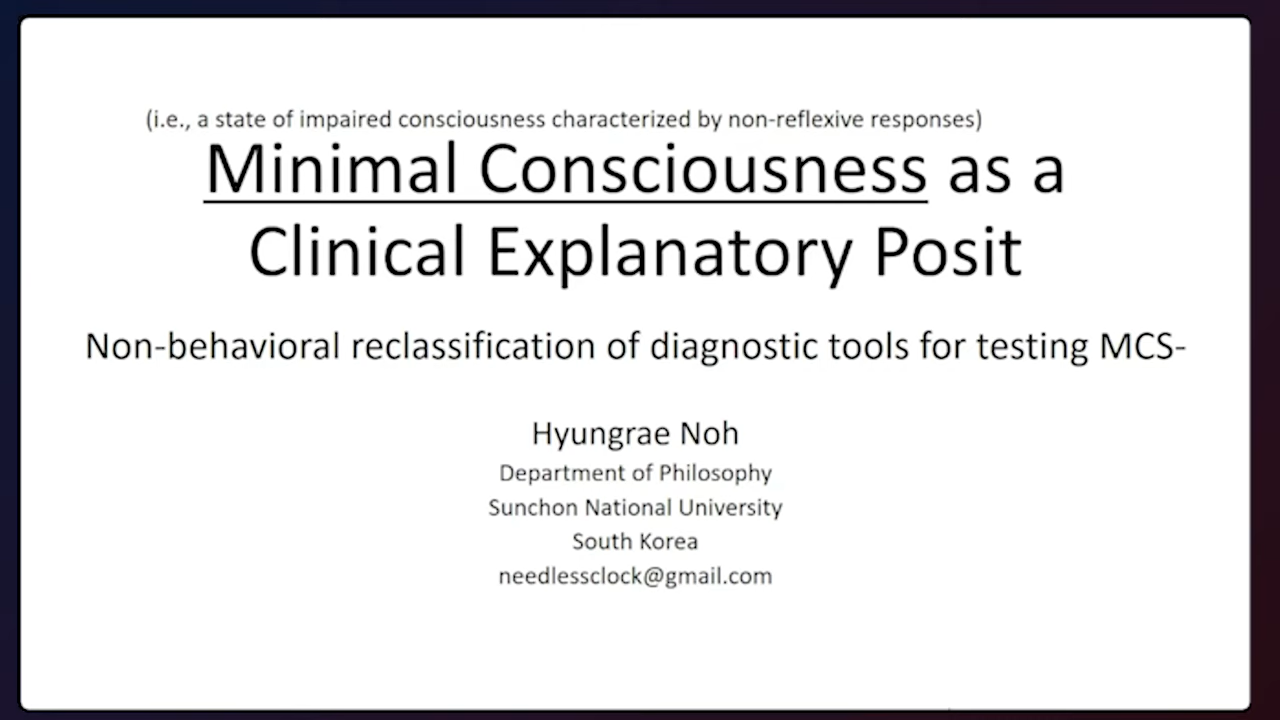 (i.e., a state of impaired consciousness characterized by non-reflexive responses)
Minimal Consciousness as a
Clinical Explanatory Posit
Non-behavioral reclassification of diagnostic tools for testing MCS-
Hyungrae Noh
Department of Philosophy
Sunchon National University
South Korea
needlessclock@gmail.com